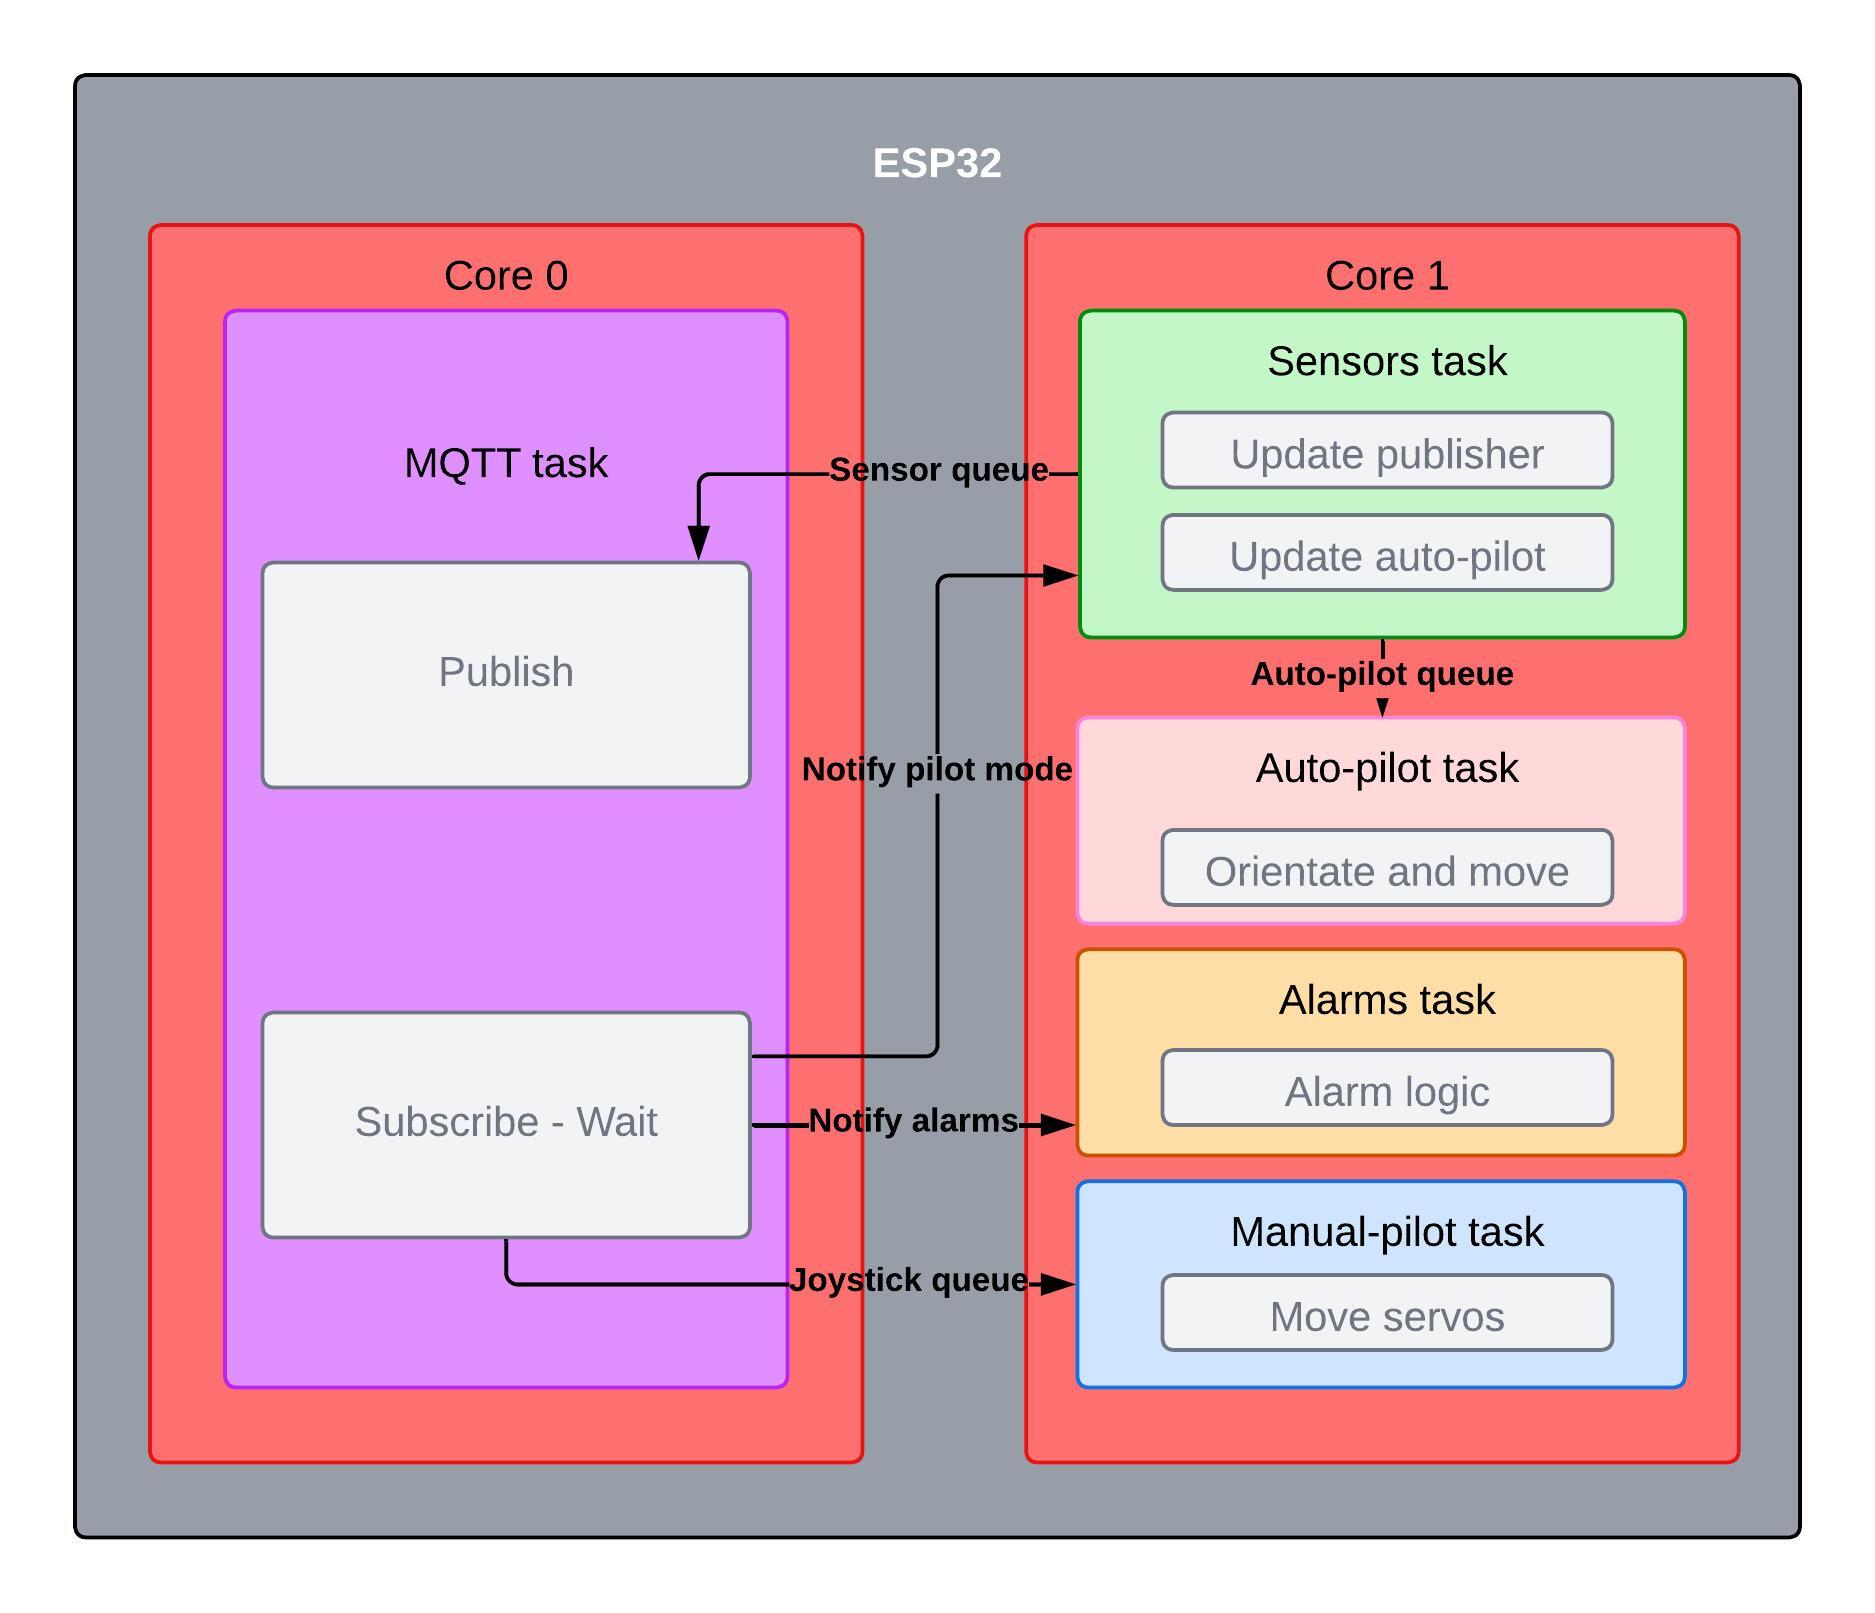 ESP32
Core 0
MQTT task
Publish
Subscribe - Wait
Sensor queue
Notify pilot mode
Notify alarms
Joystick queue
Core 1
Sensors task
Update publisher
Update auto-pilot
Auto-pilot queue
Auto-pilot task
Orientate and move
Alarms task
Alarm logic
Manual-pilot task
Move servos